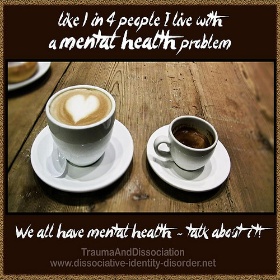 like 1 in 4 people I live with
a mental health problem
We all have mental health - talk about it!
TraumaAndDissociation
www.dissociative-identity-disorder.net